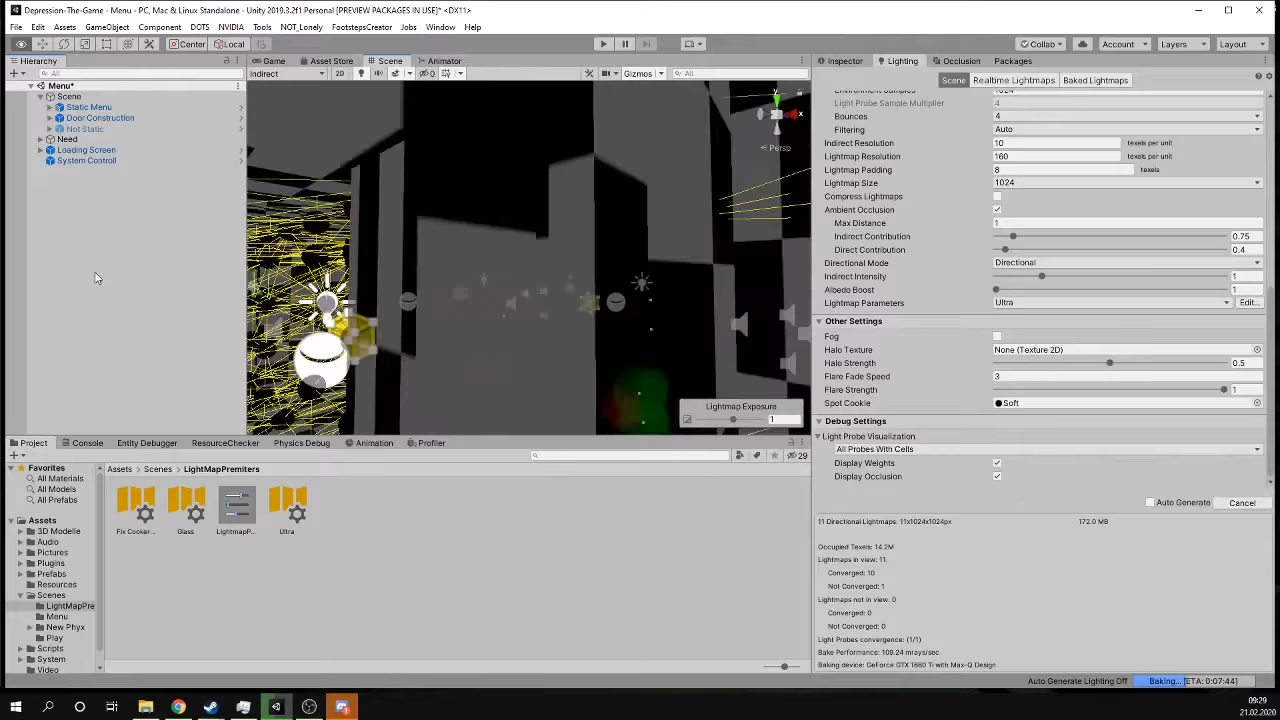 Depression-The-Game - Menu - PC, Mac & Linux Standalone - Unity 2019.3.2f1 Personal [PREVIEW PACKAGES IN USE]* <DX11>
File Edit Assets GameObject Component DOTS NVIDIA Tools NOT_Lonely FootstepsCreator Jobs Window Help
Center Local Collab Account Layers Layout
Hierarchy Game Asset Store Scene Animator Inspector Lighting Occlusion Packages
All Indirect 2D 0 Gizmos All
Scene Realtime Lightmaps Baked Lightmaps
Menu*
Scene
Static Menu
Door Construction
Not Static
Need
Loading Screen
System Controll
y
x
Persp
Lightmap Exposure
1
Environment Samples 1024
Light Probe Sample Multiplier 4
Bounces 4
Filtering Auto
Indirect Resolution 10 texels per unit
Lightmap Resolution 160 texels per unit
Lightmap Padding 8 texels
Lightmap Size 1024
Compress Lightmaps
Ambient Occlusion
Max Distance 1
Indirect Contribution 0.75
Direct Contribution 0.4
Directional Mode Directional
Indirect Intensity 1
Albedo Boost 1
Lightmap Parameters Ultra Edit...
Other Settings
Fog
Halo Texture None (Texture 2D)
Halo Strength 0.5
Flare Fade Speed 3
Flare Strength 1
Spot Cookie Soft
Debug Settings
Light Probe Visualization
All Probes With Cells
Display Weights
Display Occlusion
Auto Generate Cancel
11 Directional Lightmaps: 11x1024x1024px 172.0 MB
Occupied Texels: 14.2M
Lightmaps in view: 11
Converged: 10
Not Converged: 1
Lightmaps not in view: 0
Converged: 0
Not Converged: 0
Light Probes convergence: (1/1)
Bake Performance: 109.24 mrays/sec
Baking device: GeForce GTX 1660 Ti with Max-Q Design
Project Console Entity Debugger ResourceChecker Physics Debug Animation Profiler
29
Favorites
All Materials
All Models
All Prefabs
Assets
3D Modelle
Audio
Pictures
Plugins
Prefabs
Resources
Scenes
LightMapPre
Menu
New Phyx
Play
Scripts
System
Video
Assets Scenes LightMapPremiters
Fix Cooker... Glass LightmapP... Ultra
Auto Generate Lighting Off Baking... [ETA: 0:07:44]
09:29
21.02.2020